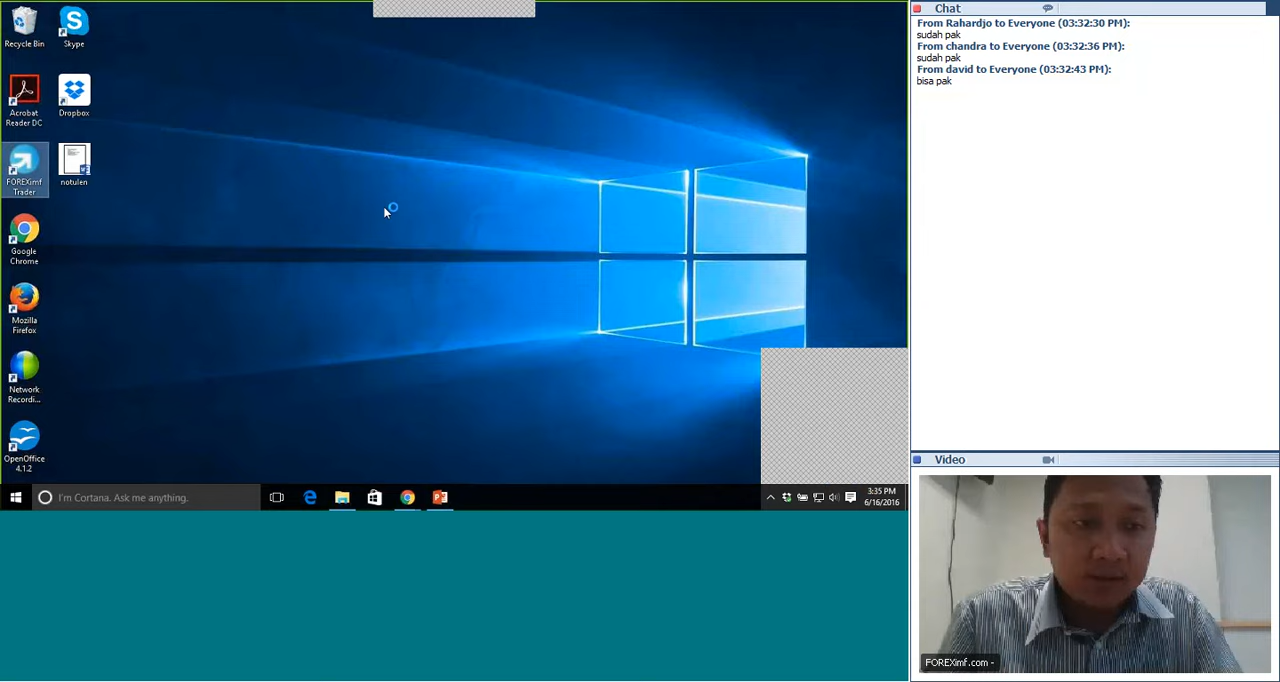 Recycle Bin
Skype
Acrobat
Reader DC
Dropbox
FOREXimf
Trader
notulen
Google
Chrome
Mozilla
Firefox
Network
Recordi...
OpenOffice
4.1.2
I'm Cortana. Ask me anything.
3:35 PM
6/16/2016
Chat
From Rahardjo to Everyone (03:32:30 PM):
sudah pak
From chandra to Everyone (03:32:36 PM):
sudah pak
From david to Everyone (03:32:43 PM):
bisa pak
Video
FOREXimf.com -